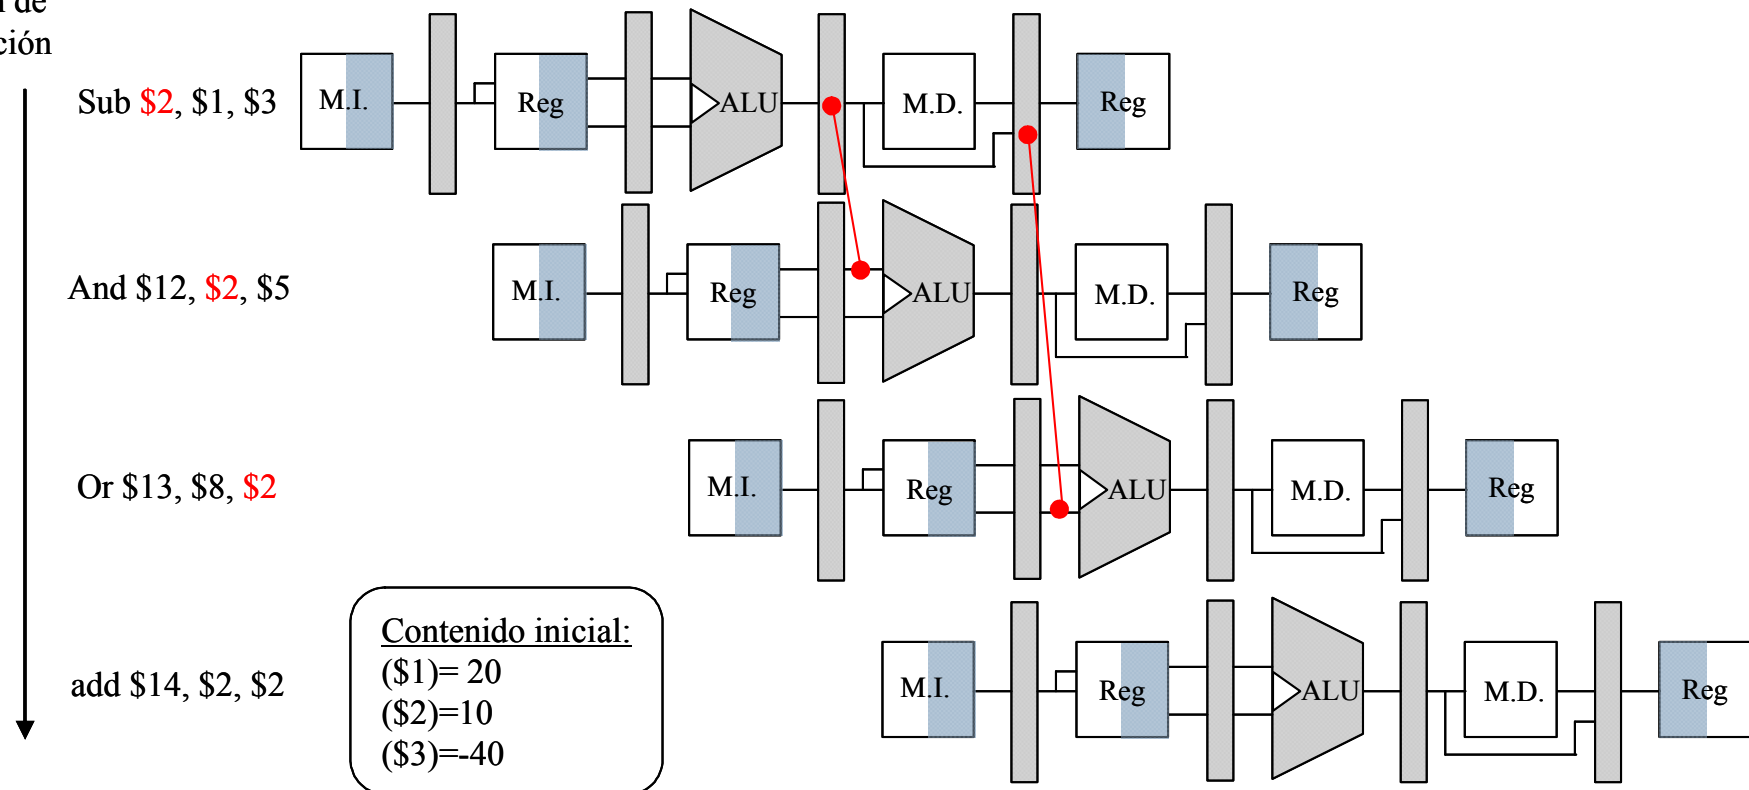 de
ción
Sub $2, $1, $3
M.I.
Reg
ALU
M.D.
Reg
And $12, $2, $5
M.I.
Reg
ALU
M.D.
Reg
Or $13, $8, $2
M.I.
Reg
ALU
M.D.
Reg
add $14, $2, $2
M.I.
Reg
ALU
M.D.
Reg
Contenido inicial:
($1)= 20
($2)=10
($3)=-40